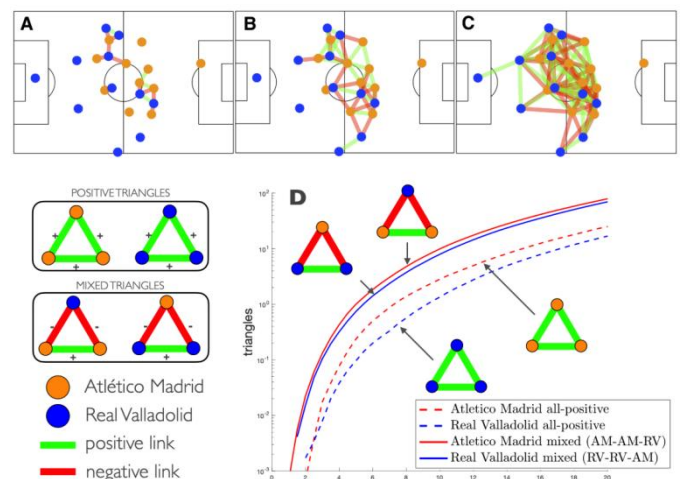 A
B
C
POSITIVE TRIANGLES
+ + + +
+ +
MIXED TRIANGLES
- - - -
+ +
Atlético Madrid
Real Valladolid
positive link
negative link
D
triangles
10²
10¹
10⁰
10⁻¹
10⁻²
10⁻³
0 2 4 6 8 10 12 14 16 18 20
Atletico Madrid all-positive
Real Valladolid all-positive
Atletico Madrid mixed (AM-AM-RV)
Real Valladolid mixed (RV-RV-AM)